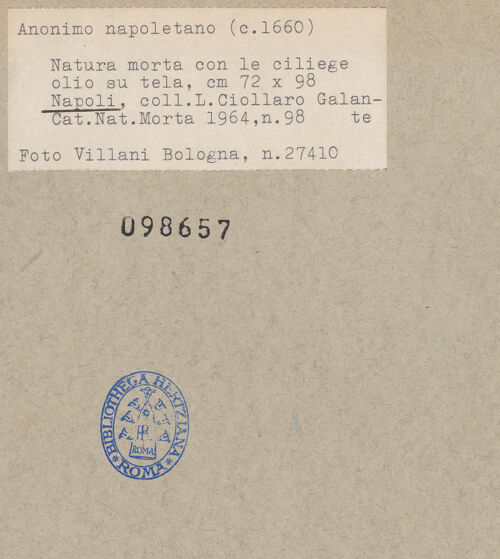 Anonimo napoletano (c.1660)
Natura morta con le ciliege
olio su tela, cm 72 x 98
Napoli, coll.L.Ciollaro Galan-
Cat.Nat.Morta 1964,n.98 te
Foto Villani Bologna, n.27410
098657
BIBLIOTHECA HERTZIANA
ROMA
*ROMA*